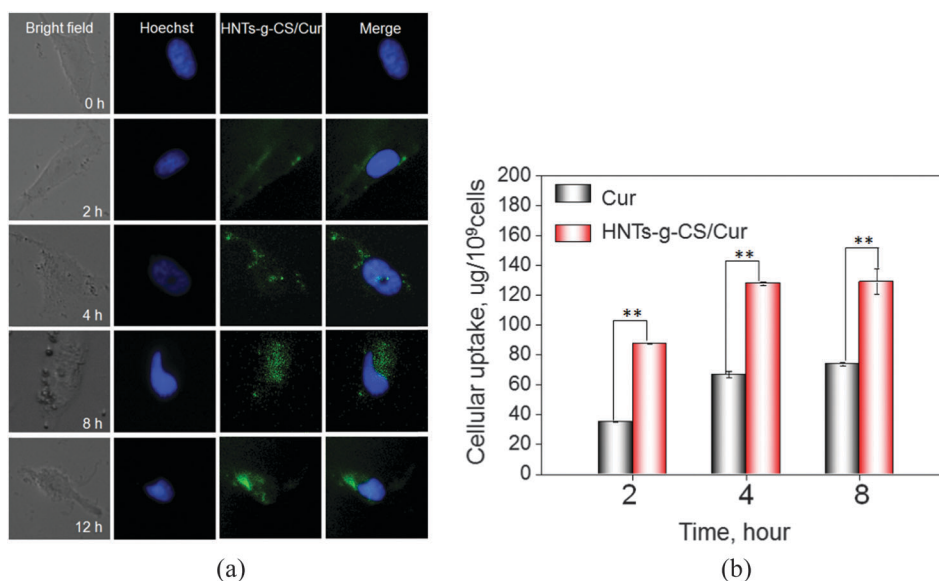 Bright field Hoechst HNTs-g-CS/Cur Merge
0 h
2 h
4 h
8 h
12 h
(a)
Cellular uptake, ug/10⁹cells
200
180
160
140
120
100
80
60
40
20
0
Cur
HNTs-g-CS/Cur
**
**
**
2 4 8
Time, hour
(b)